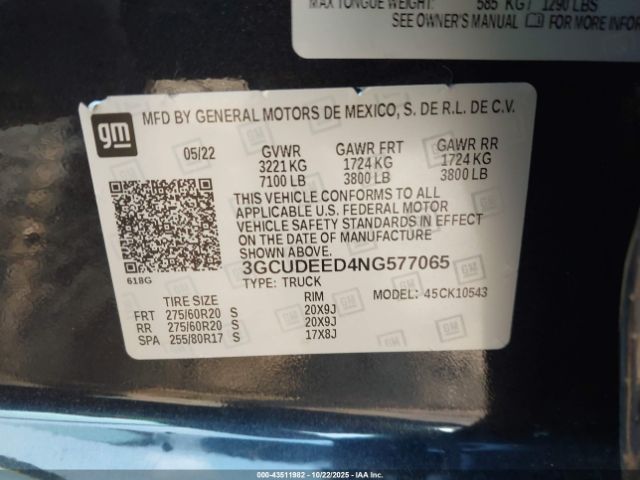 MAX TONGUE WEIGHT: 585 KG / 1290 LBS
SEE OWNER'S MANUAL FOR MORE INFOR
gm
MFD BY GENERAL MOTORS DE MEXICO, S. DE R.L. DE C.V.
05/22 GVWR GAWR FRT GAWR RR
3221 KG 1724 KG 1724 KG
7100 LB 3800 LB 3800 LB
THIS VEHICLE CONFORMS TO ALL
APPLICABLE U.S. FEDERAL MOTOR
VEHICLE SAFETY STANDARDS IN EFFECT
ON THE DATE OF MANUFACTURE
SHOWN ABOVE.
618G
3GCUDEED4NG577065
TYPE: TRUCK MODEL: 45CK10543
TIRE SIZE RIM
FRT 275/60R20 S 20X9J
RR 275/60R20 S 20X9J
SPA 255/80R17 S 17X8J
000-43511982 10/22/2025 IAAI.COM